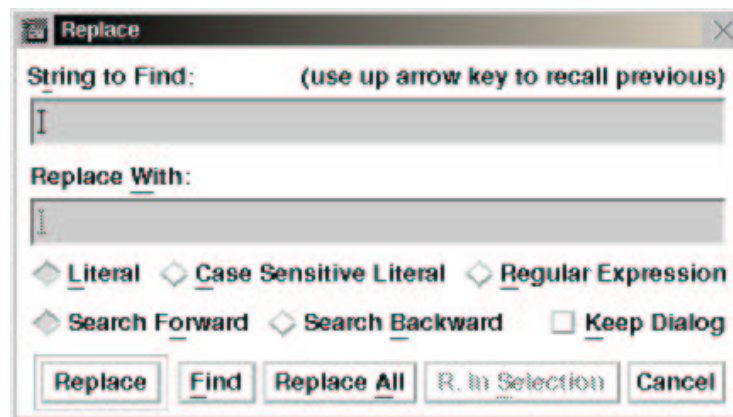 Replace
String to Find: (use up arrow key to recall previous)
Replace With:
Literal Case Sensitive Literal Regular Expression
Search Forward Search Backward Keep Dialog
Replace Find Replace All R. In Selection Cancel